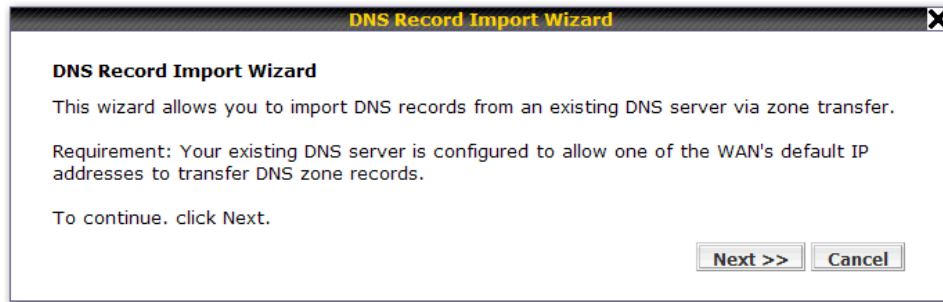 DNS Record Import Wizard
DNS Record Import Wizard
This wizard allows you to import DNS records from an existing DNS server via zone transfer.
Requirement: Your existing DNS server is configured to allow one of the WAN's default IP
addresses to transfer DNS zone records.
To continue. click Next.
Next >> Cancel